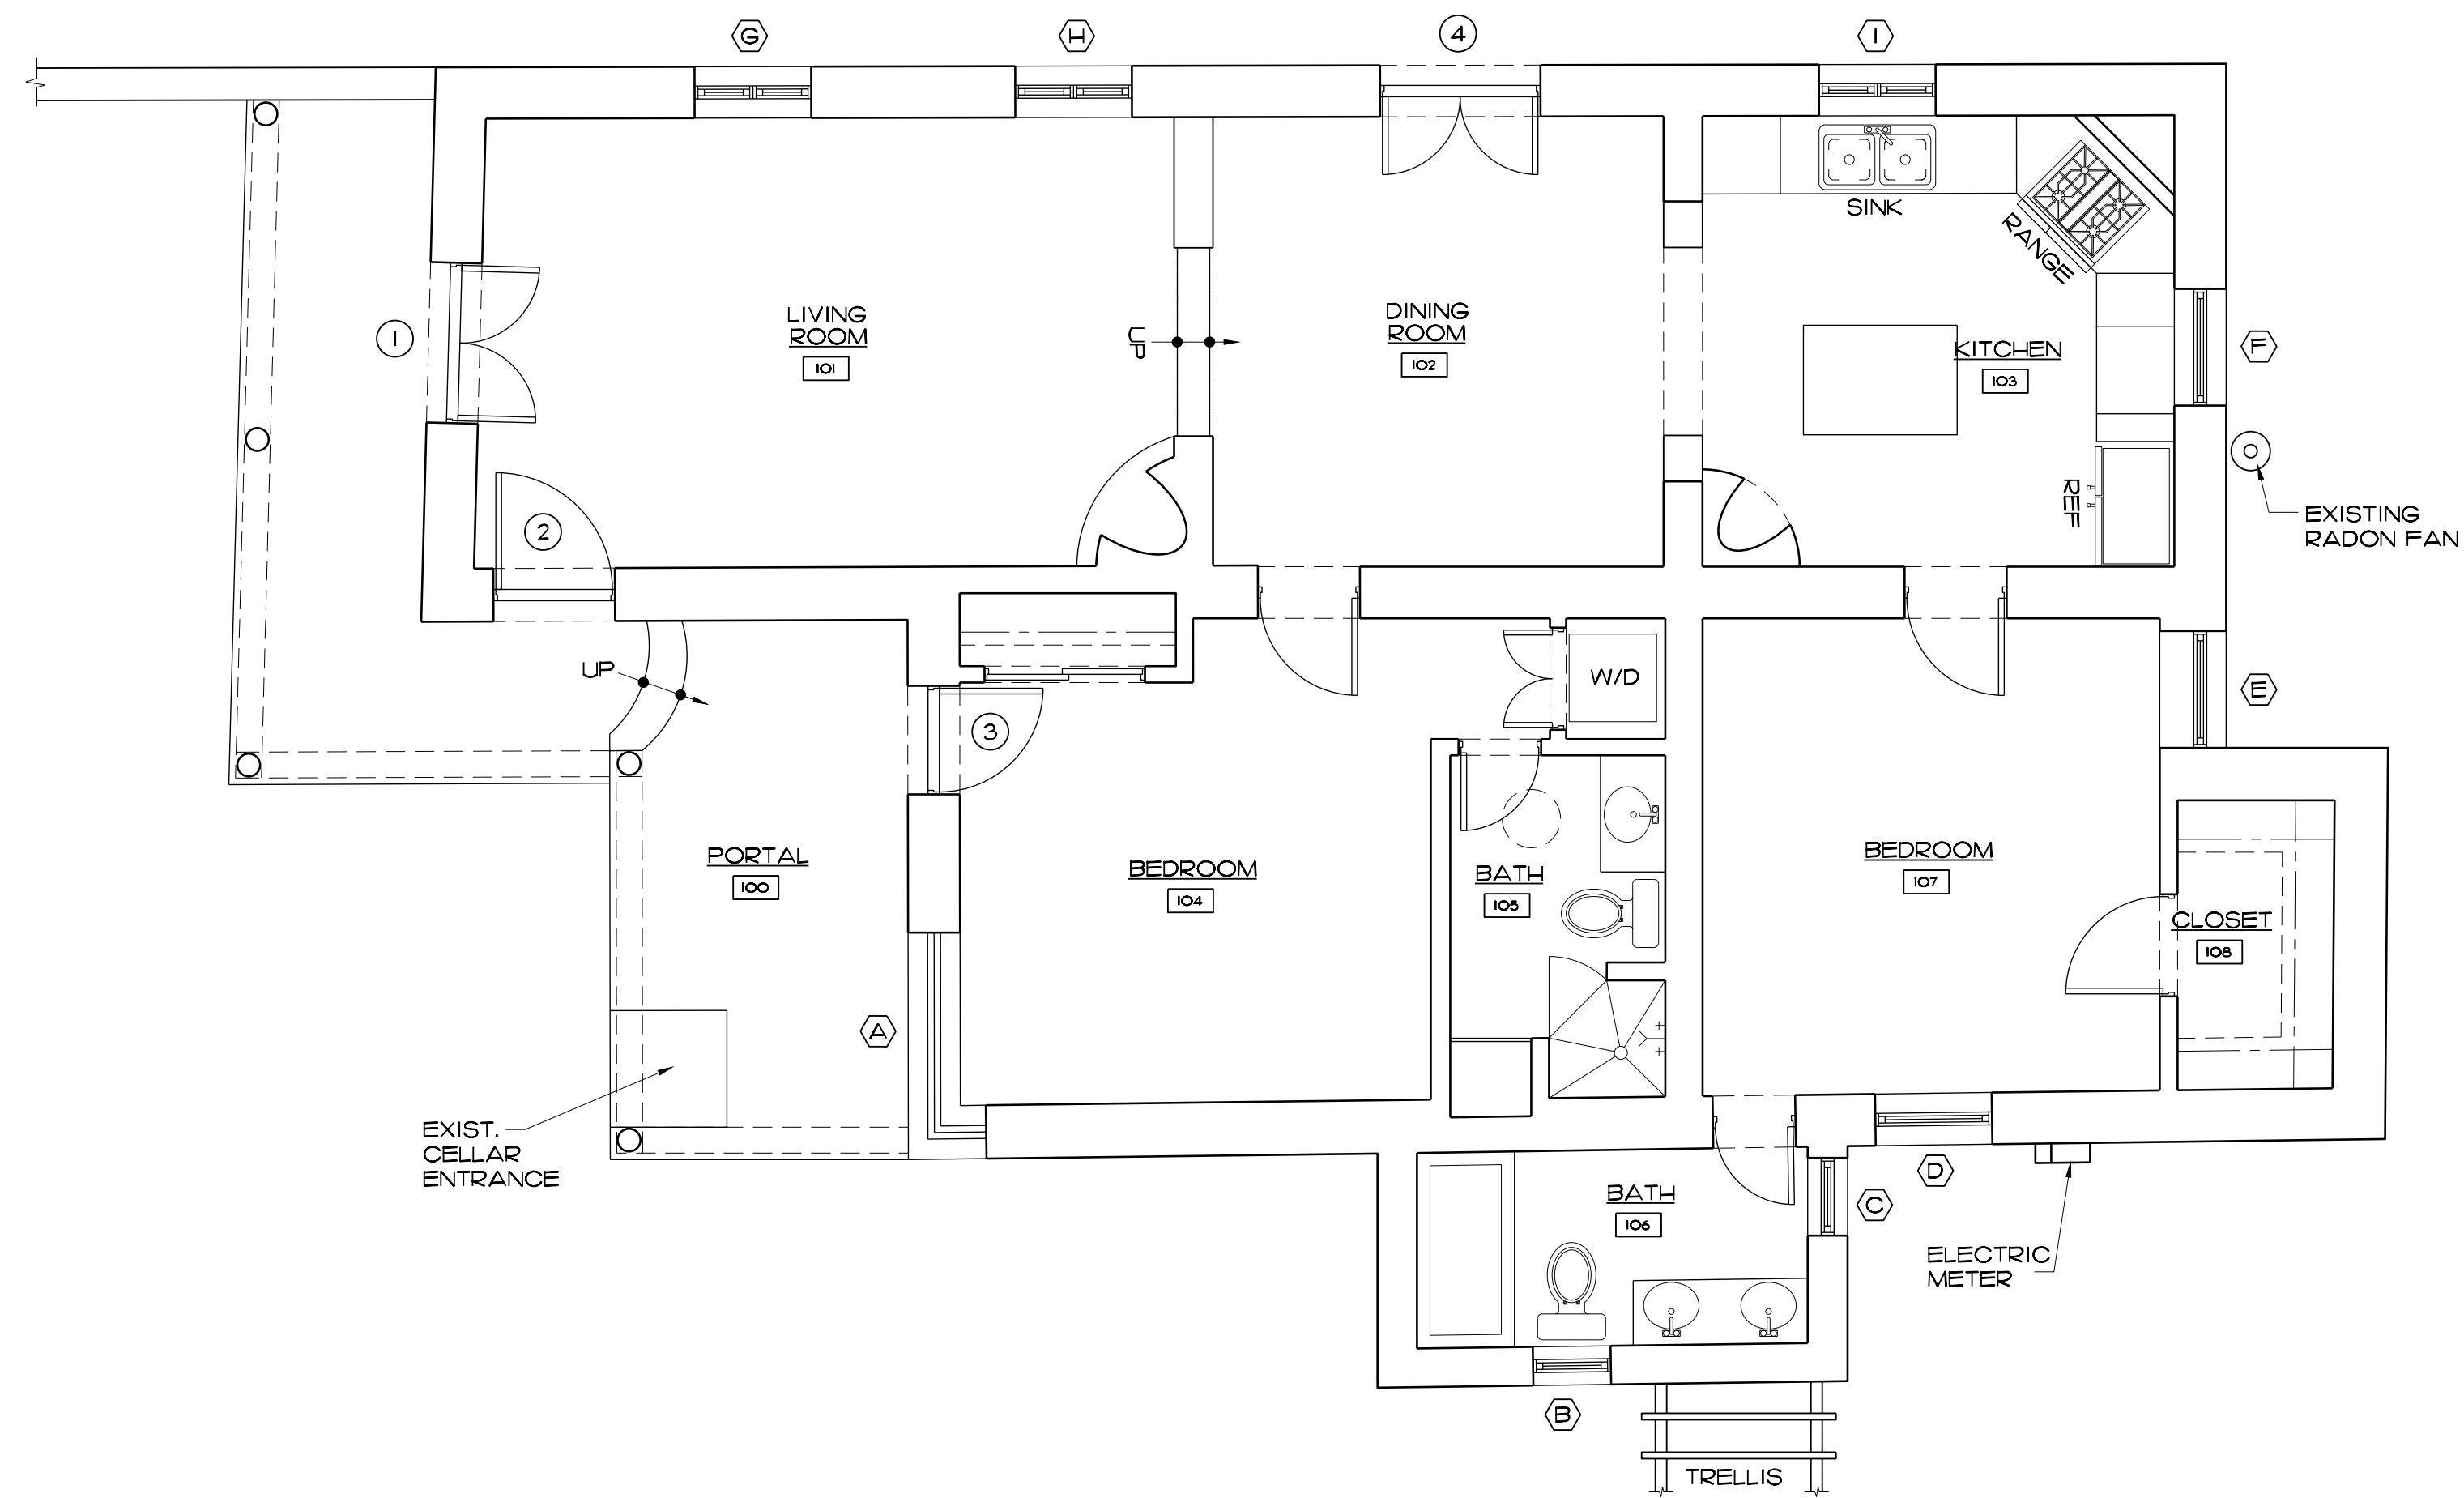 G
H
4
I
SINK
RANGE
LIVING
ROOM
101
UP
DINING
ROOM
102
KITCHEN
103
1
F
2
REF
EXISTING
RADON FAN
UP
W/D
E
3
PORTAL
100
BEDROOM
104
BATH
105
BEDROOM
107
CLOSET
108
A
EXIST.
CELLAR
ENTRANCE
D
BATH
106
C
ELECTRIC
METER
B
TRELLIS